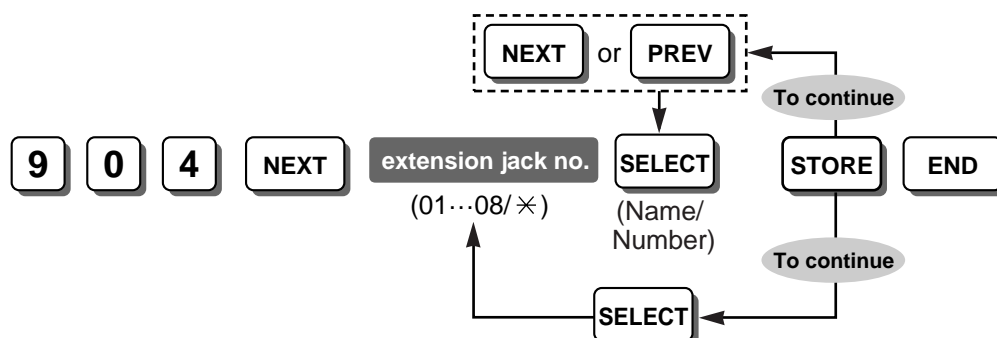 NEXT or PREV
To continue
9 0 4 NEXT extension jack no. SELECT STORE END
(01···08/✳)
(Name/
Number)
To continue
SELECT